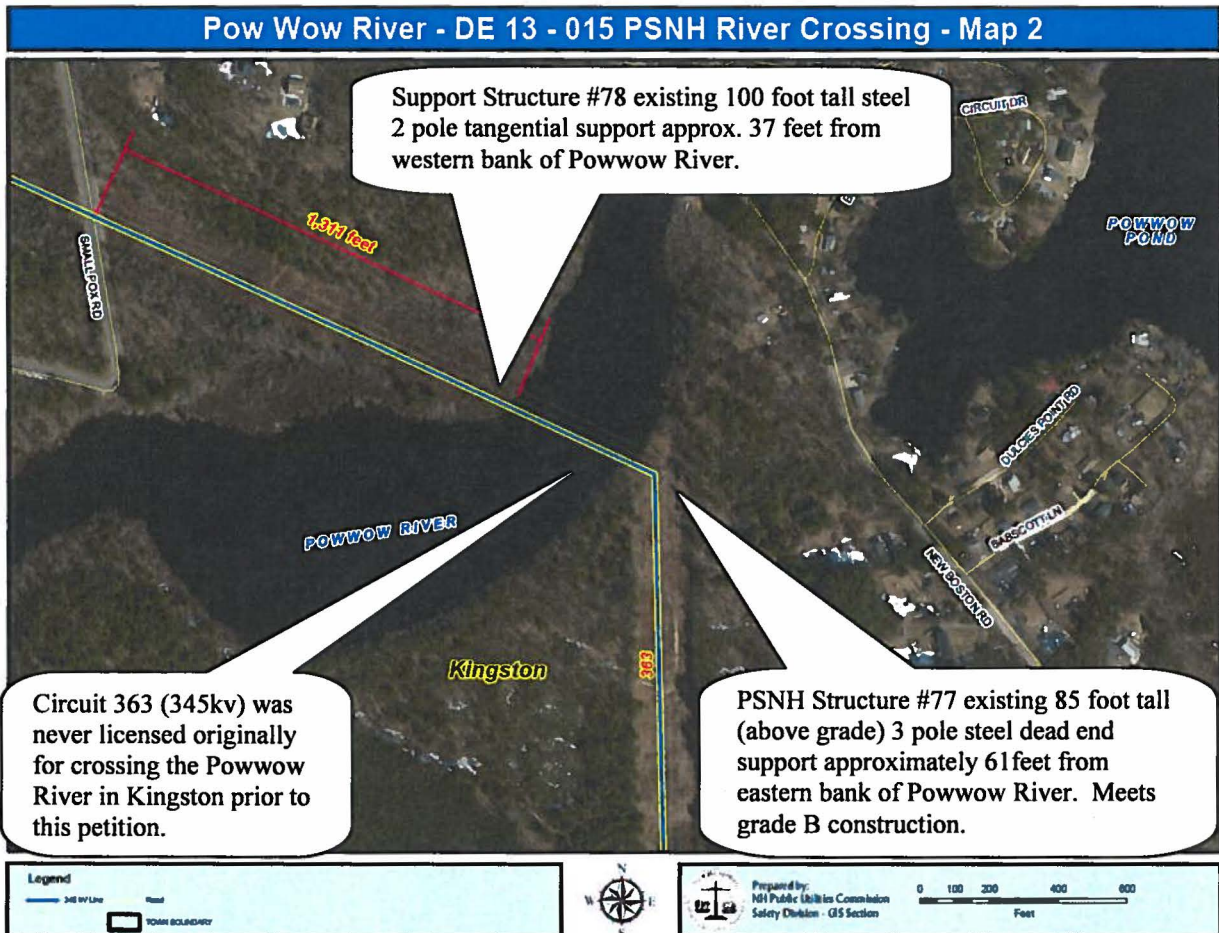 Pow Wow River - DE 13 - 015 PSNH River Crossing - Map 2
Support Structure #78 existing 100 foot tall steel
2 pole tangential support approx. 37 feet from
western bank of Powwow River.
CIRCUIT DR
POWWOW
POND
1,311 feet
SMALLPOX RD
DULCIES POINT RD
BABSCOTT LN
NEW BOSTON RD
POWWOW RIVER
Kingston
363
Circuit 363 (345kv) was
never licensed originally
for crossing the Powwow
River in Kingston prior to
this petition.
PSNH Structure #77 existing 85 foot tall
(above grade) 3 pole steel dead end
support approximately 61feet from
eastern bank of Powwow River. Meets
grade B construction.
Legend
345 kV Line
Road
TOWN BOUNDARY
N
W
E
S
Prepared by:
NH Public Utilities Commission
Safety Division - GIS Section
0 100 200 400 600
Feet